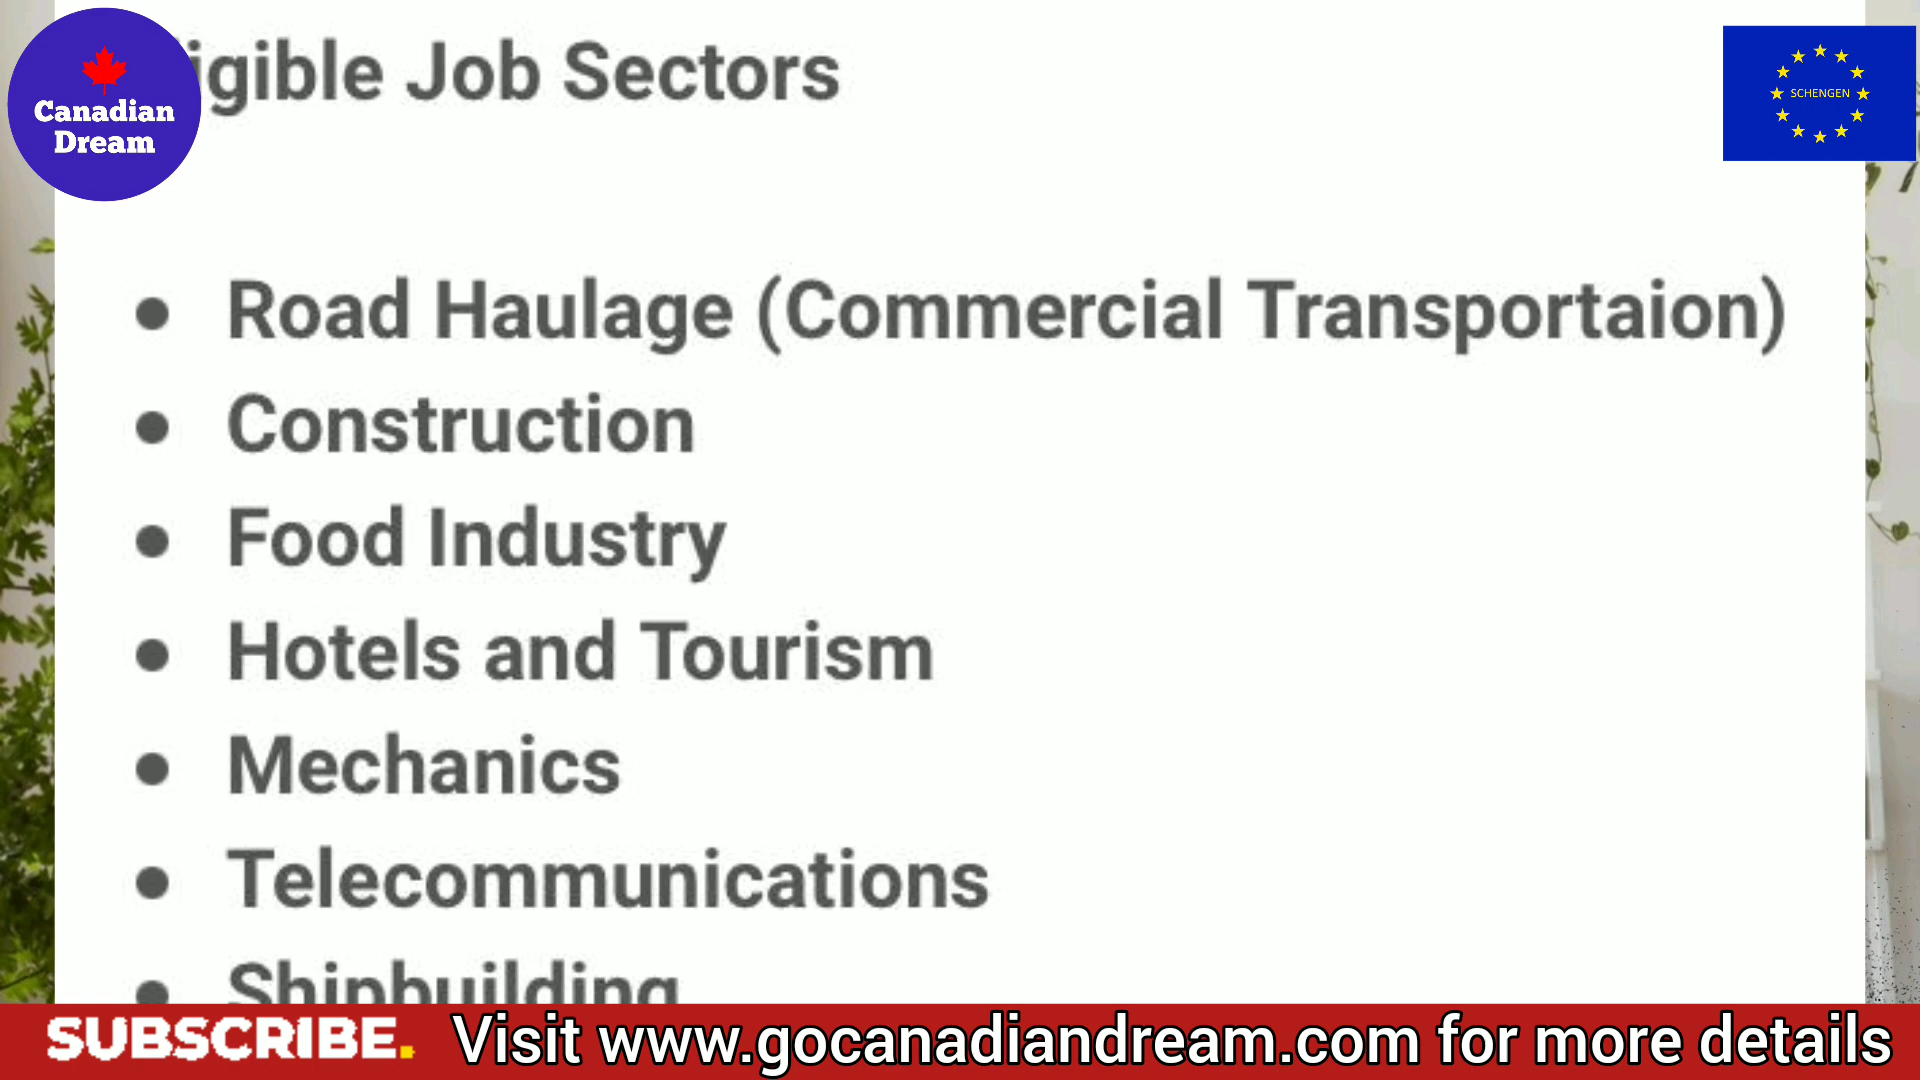 Canadian
Dream
igible Job Sectors
SCHENGEN
• Road Haulage (Commercial Transportaion)
• Construction
• Food Industry
• Hotels and Tourism
• Mechanics
• Telecommunications
• Shipbuilding
SUBSCRIBE.
Visit www.gocanadiandream.com for more details